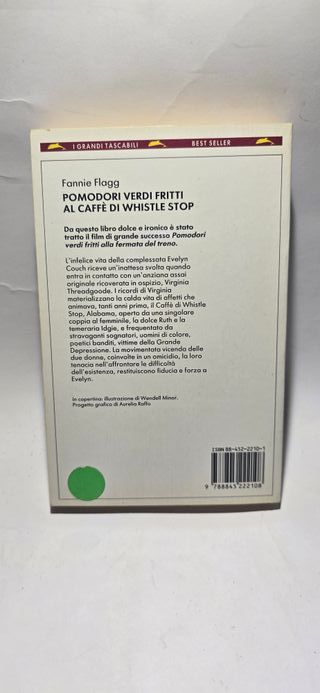 I GRANDI TASCABILI BEST SELLER
Fannie Flagg
POMODORI VERDI FRITTI
AL CAFFÈ DI WHISTLE STOP
Da questo libro dolce e ironico è stato
tratto il film di grande successo Pomodori
verdi fritti alla fermata del treno.
L'infelice vita della complessata Evelyn
Couch riceve un'inattesa svolta quando
entra in contatto con un'anziana assai
originale ricoverata in ospizio, Virginia
Threadgoode. I ricordi di Virginia
materializzano la calda vita di affetti che
animava, tanti anni prima, il Caffè di Whistle
Stop, Alabama, aperto da una singolare
coppia al femminile, la dolce Ruth e la
temeraria Idgie, e frequentato da
stravaganti sognatori, uomini di colore,
poetici banditi, vittime della Grande
Depressione. La movimentata vicenda delle
due donne, coinvolte in un omicidio, la loro
tenacia nell'affrontare le difficoltà
dell'esistenza, restituiscono fiducia e forza a
Evelyn.
In copertina: illustrazione di Wendell Minor.
Progetto grafico di Aurelia Raffo
ISBN 88-452-2210-1
9 788845 222108